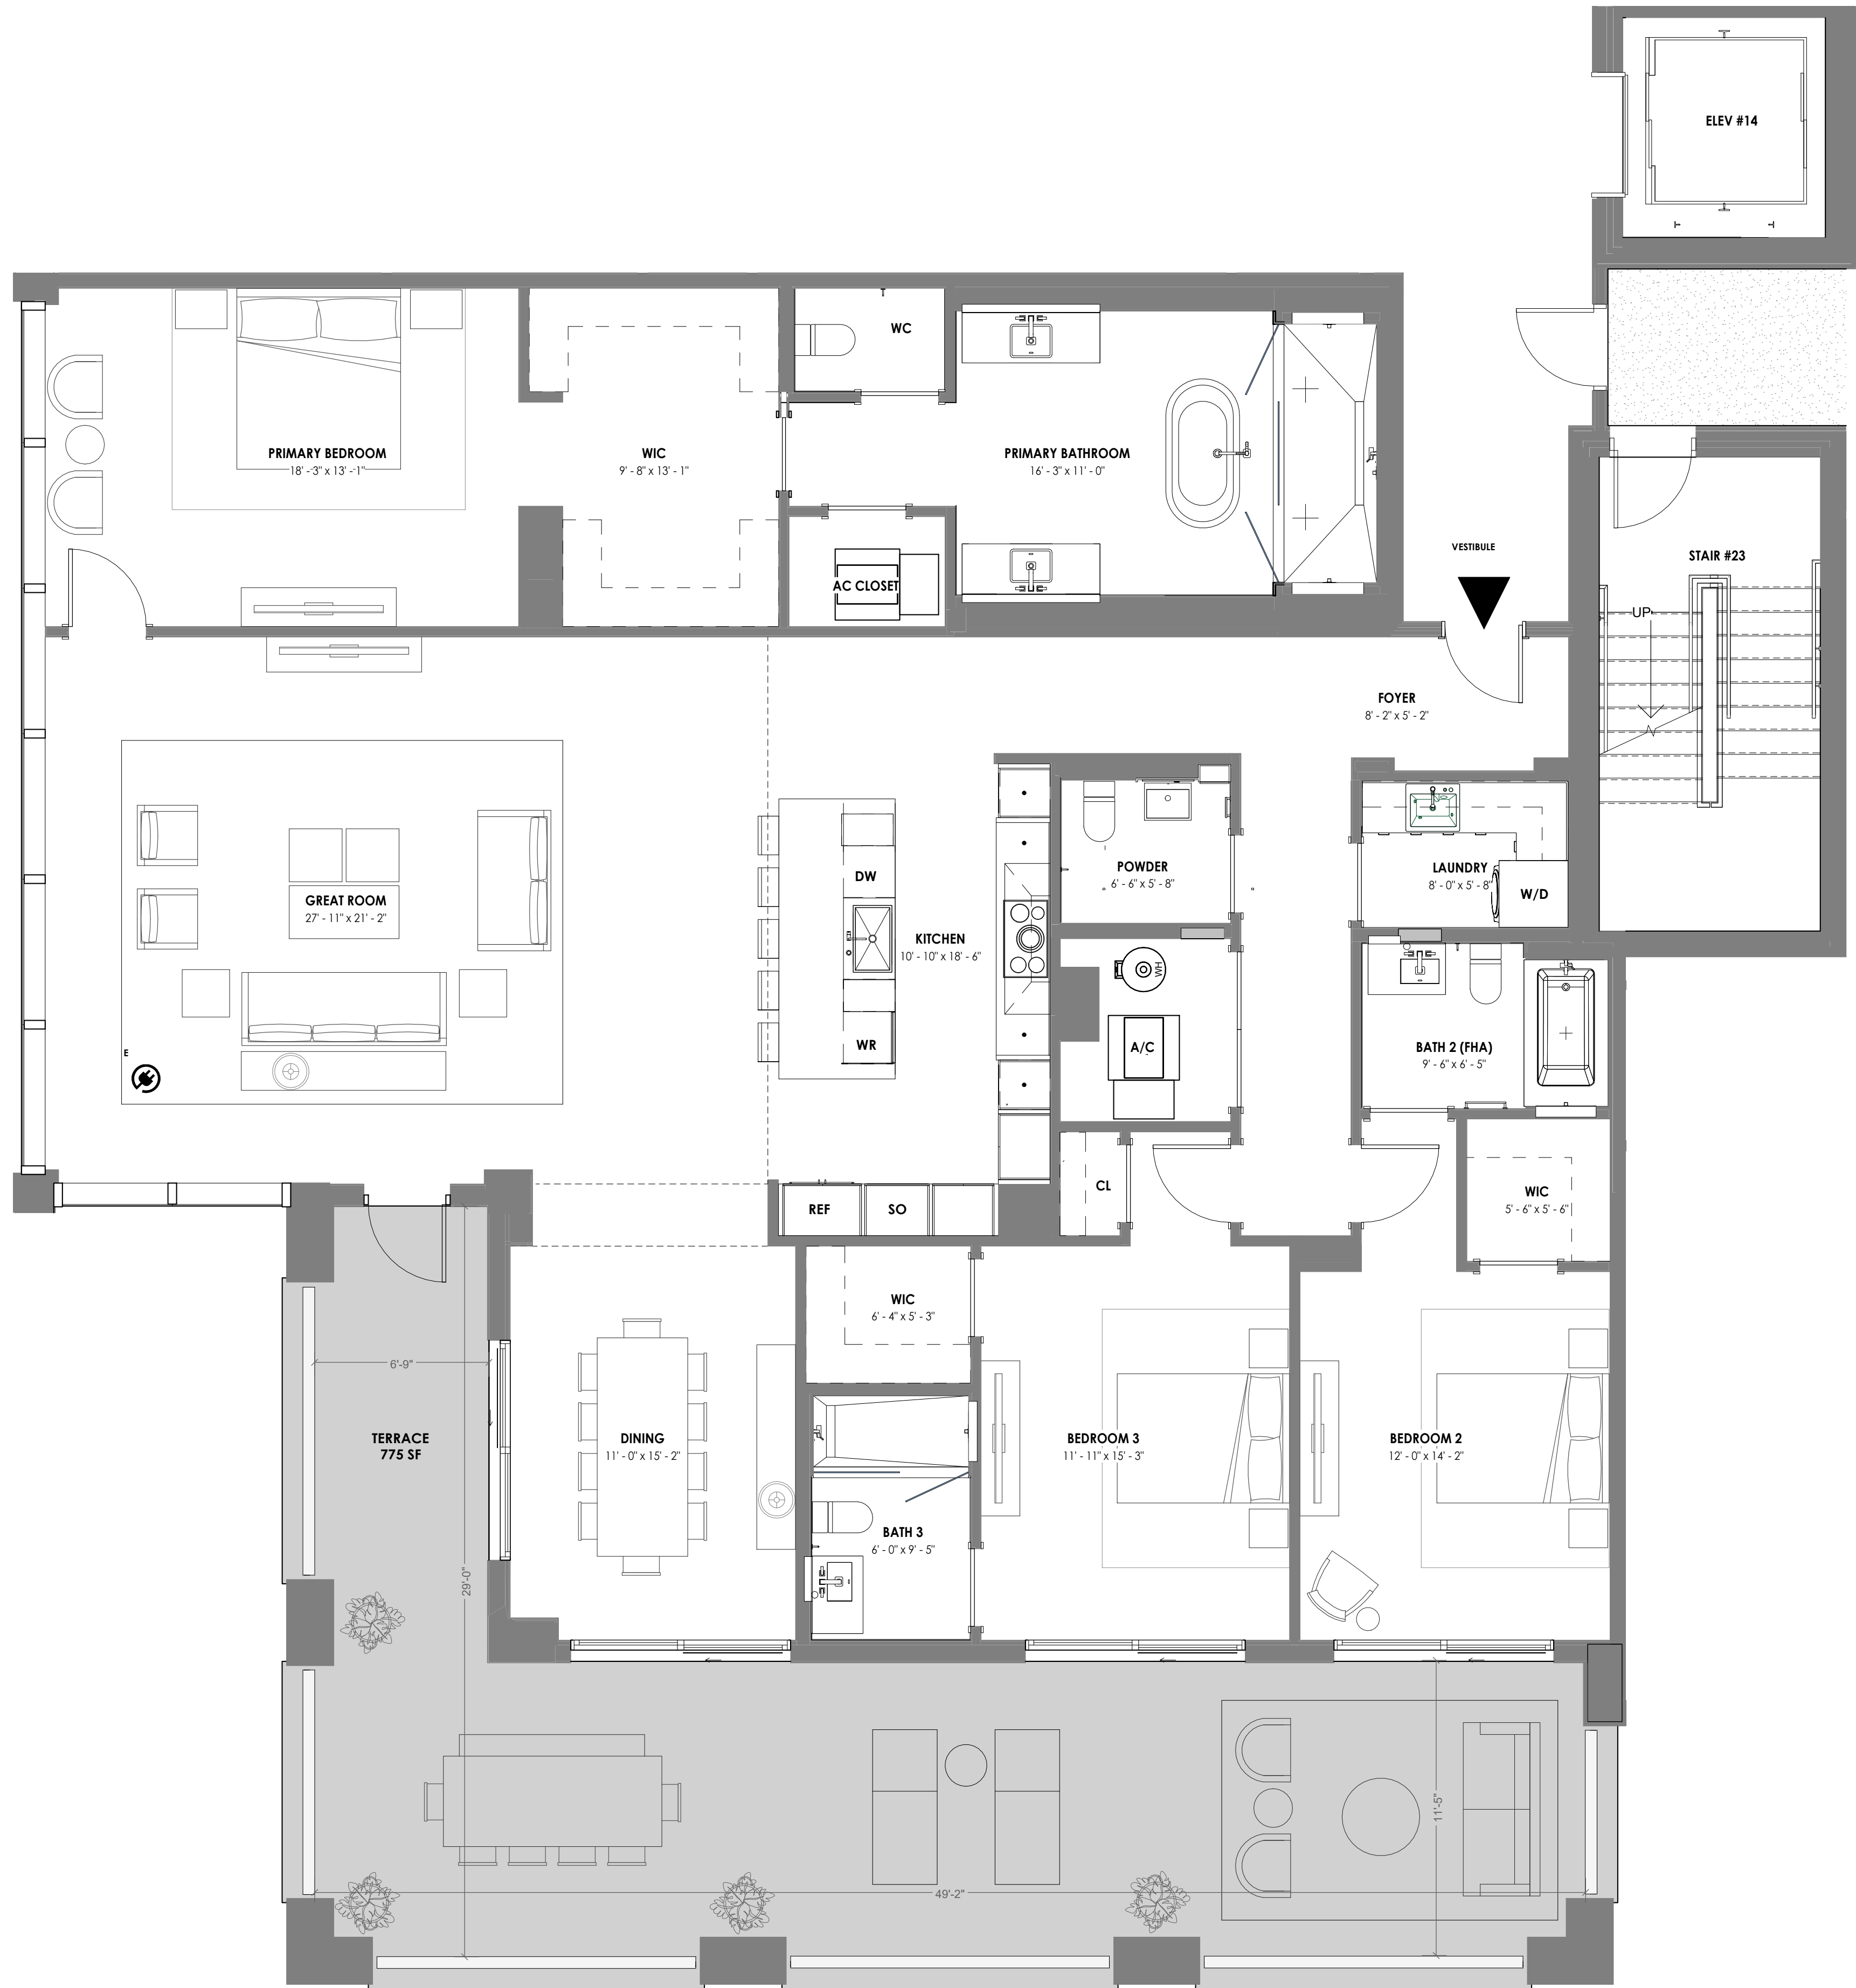 ELEV #14
WC
PRIMARY BEDROOM
18' - 3" x 13' - 1"
WIC
9' - 8" x 13' - 1"
PRIMARY BATHROOM
16' - 3" x 11' - 0"
AC CLOSET
VESTIBULE
STAIR #23
UP
FOYER
8' - 2" x 5' - 2"
POWDER
6' - 6" x 5' - 8"
LAUNDRY
8' - 0" x 5' - 8"
W/D
DW
GREAT ROOM
27' - 11" x 21' - 2"
KITCHEN
10' - 10" x 18' - 6"
WH
WR
A/C
BATH 2 (FHA)
9' - 6" x 6' - 5"
E
CL
WIC
5' - 6" x 5' - 6"
REF
SO
WIC
6' - 4" x 5' - 3"
6'-9"
TERRACE
775 SF
DINING
11' - 0" x 15' - 2"
BEDROOM 3
11' - 11" x 15' - 3"
BEDROOM 2
12' - 0" x 14' - 2"
BATH 3
6' - 0" x 9' - 5"
29'-0"
11'-5"
49'-2"